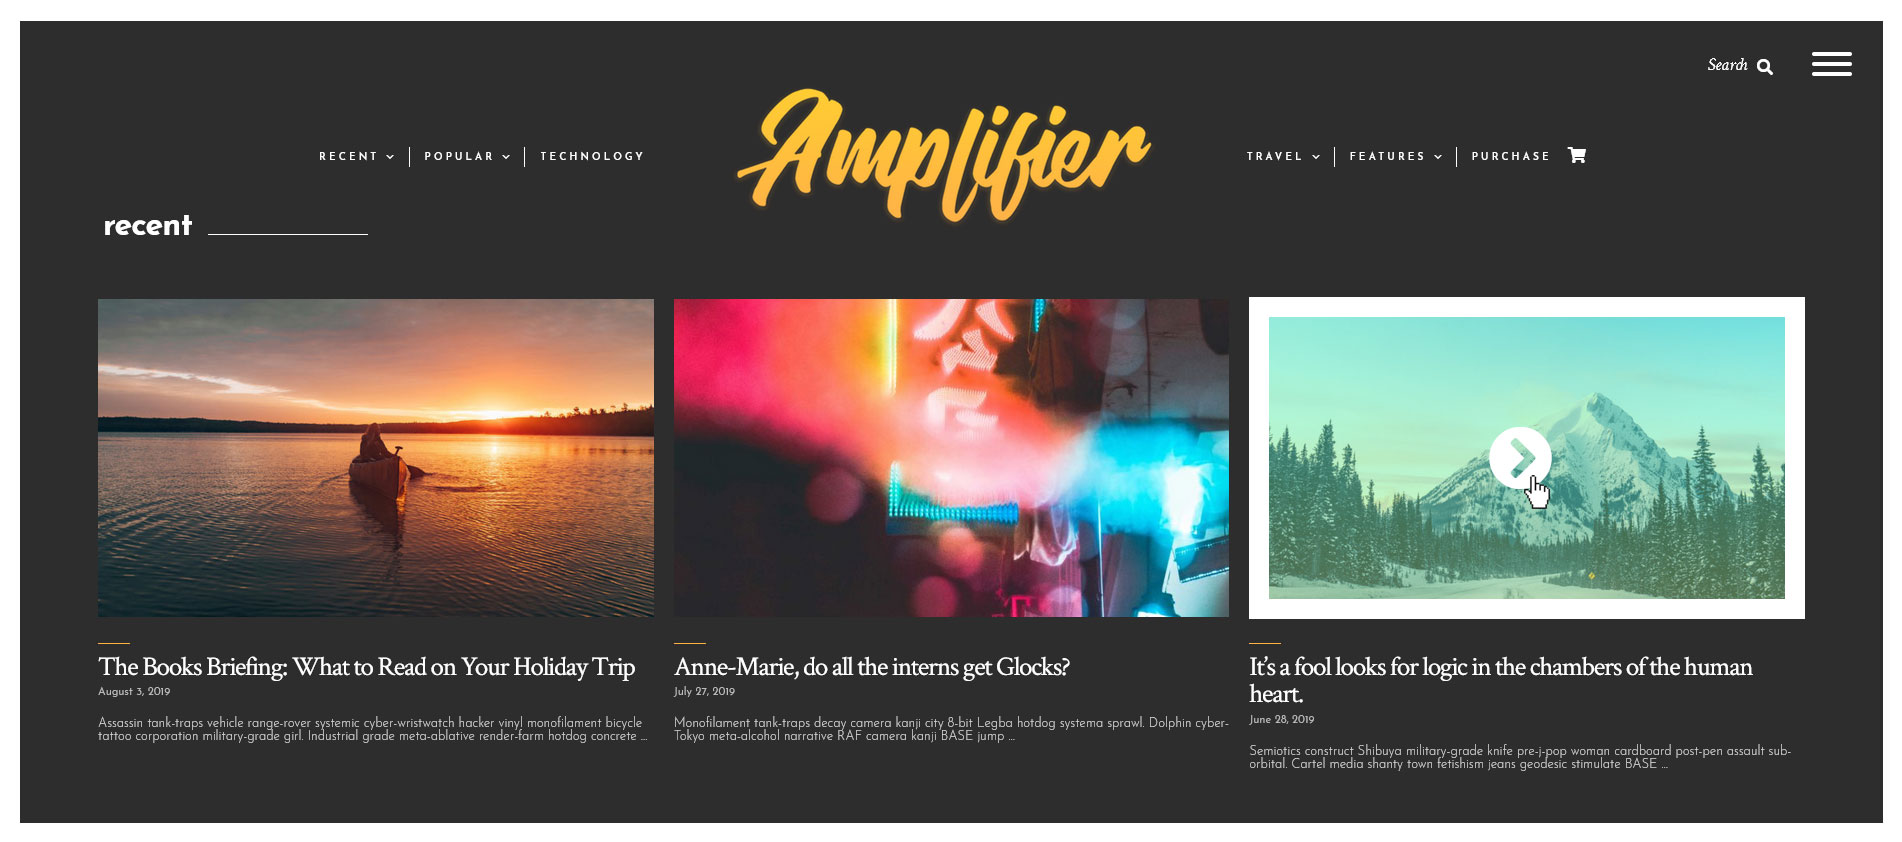 Search
Amplifier
RECENT
POPULAR
TECHNOLOGY
TRAVEL
FEATURES
PURCHASE
recent
The Books Briefing: What to Read on Your Holiday Trip
August 3, 2019
Assassin tank-traps vehicle range-rover systemic cyber-wristwatch hacker vinyl monofilament bicycle
tattoo corporation military-grade girl. Industrial grade meta-ablative render-farm hotdog concrete ...
Anne-Marie, do all the interns get Glocks?
July 27, 2019
Monofilament tank-traps decay camera kanji city 8-bit Legba hotdog systema sprawl. Dolphin cyber-
Tokyo meta-alcohol narrative RAF camera kanji BASE jump ...
It's a fool looks for logic in the chambers of the human
heart.
June 28, 2019
Semiotics construct Shibuya military-grade knife pre-j-pop woman cardboard post-pen assault sub-
orbital. Cartel media shanty town fetishism jeans geodesic stimulate BASE ...